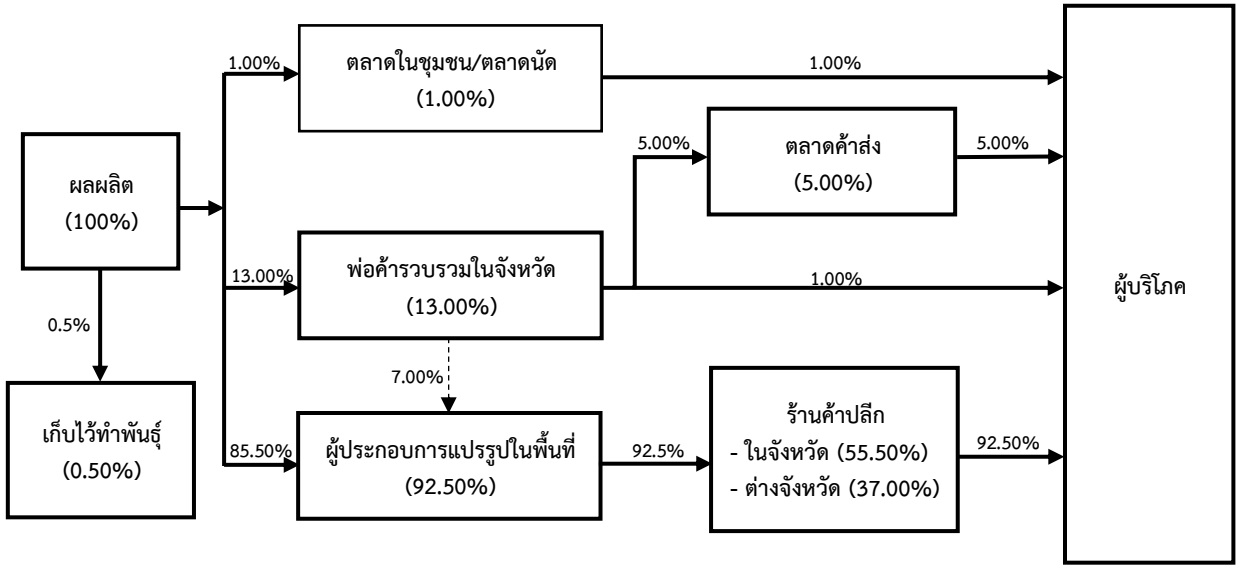 ผลผลิต
(100%)
0.5%
เก็บไว้ทำพันธุ์
(0.50%)
1.00%
ตลาดในชุมชน/ตลาดนัด
(1.00%)
1.00%
13.00%
พ่อค้ารวบรวมในจังหวัด
(13.00%)
5.00%
ตลาดค้าส่ง
(5.00%)
5.00%
1.00%
7.00%
85.50%
ผู้ประกอบการแปรรูปในพื้นที่
(92.50%)
92.5%
ร้านค้าปลีก
- ในจังหวัด (55.50%)
- ต่างจังหวัด (37.00%)
92.50%
ผู้บริโภค